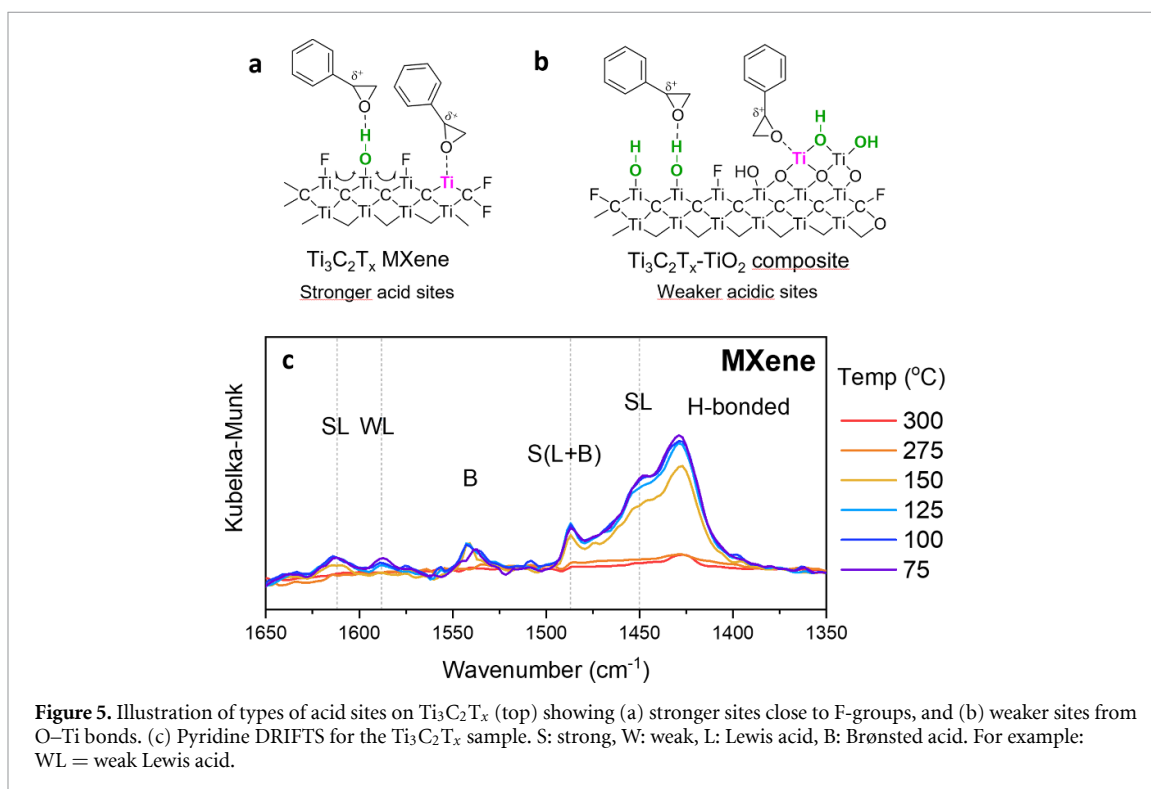 a
b
δ+
O
H
O
F
F
Ti
Ti
Ti
Ti
C
C
C
C
F
F
Ti
Ti
Ti
Ti
C
δ+
O
Ti₃C₂Tₓ MXene
Stronger acid sites
δ+
O
H
H
O
O
F
HO
F
Ti
Ti
Ti
Ti
C
C
C
C
C
C
C
F
O
Ti
Ti
Ti
Ti
Ti
Ti
Ti
δ+
O
H
O
OH
Ti
Ti
O
O
O
Ti
Ti
Ti₃C₂Tₓ-TiO₂ composite
Weaker acidic sites
c
MXene
SL
WL
B
S(L+B)
SL
H-bonded
Kubelka-Munk
1650
1600
1550
1500
1450
1400
1350
Wavenumber (cm⁻¹)
Temp (°C)
300
275
150
125
100
75
Figure 5. Illustration of types of acid sites on Ti₃C₂Tₓ (top) showing (a) stronger sites close to F-groups, and (b) weaker sites from
O–Ti bonds. (c) Pyridine DRIFTS for the Ti₃C₂Tₓ sample. S: strong, W: weak, L: Lewis acid, B: Brønsted acid. For example:
WL = weak Lewis acid.